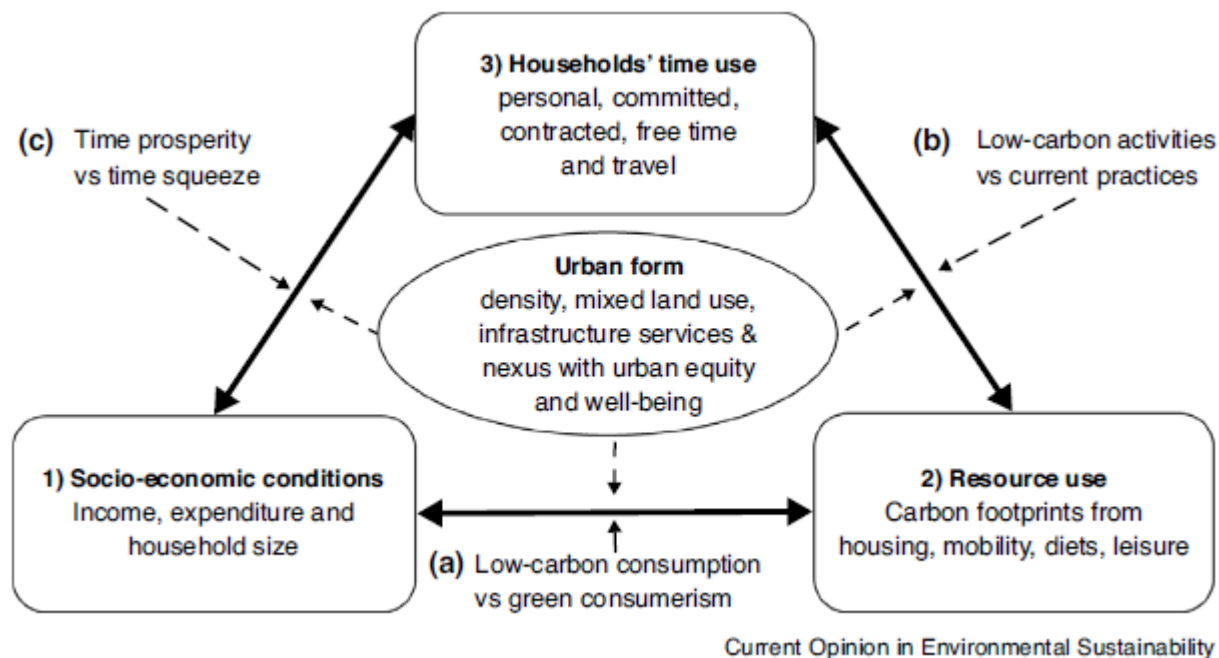 3) Households' time use
personal, committed,
contracted, free time
and travel
(c) Time prosperity
vs time squeeze
(b) Low-carbon activities
vs current practices
Urban form
density, mixed land use,
infrastructure services &
nexus with urban equity
and well-being
1) Socio-economic conditions
Income, expenditure and
household size
2) Resource use
Carbon footprints from
housing, mobility, diets, leisure
(a) Low-carbon consumption
vs green consumerism
Current Opinion in Environmental Sustainability